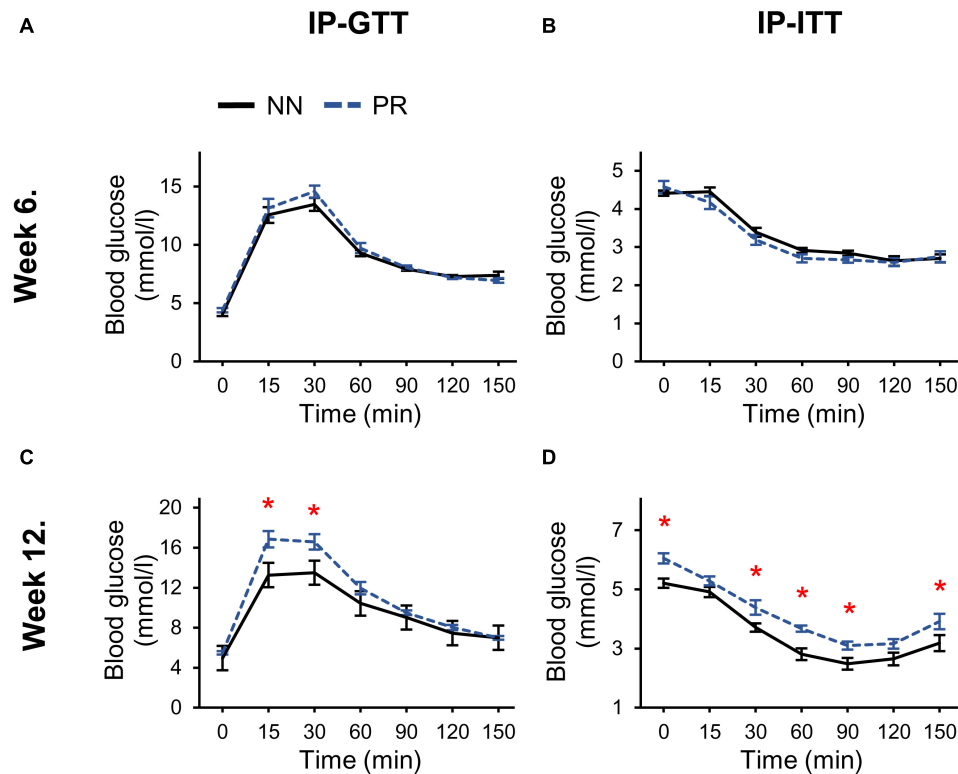 A
IP-GTT
B
IP-ITT
NN
PR
Week 6.
Blood glucose
(mmol/l)
15
10
5
0
0 15 30 60 90 120 150
Time (min)
Blood glucose
(mmol/l)
5
4
3
2
1
0
0 15 30 60 90 120 150
Time (min)
C
D
Week 12.
Blood glucose
(mmol/l)
20
16
12
8
4
0
* *
0 15 30 60 90 120 150
Time (min)
Blood glucose
(mmol/l)
7
5
3
1
* * * * *
0 15 30 60 90 120 150
Time (min)